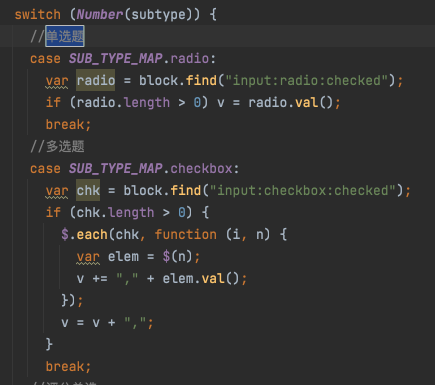 switch (Number(subtype)) {
//单选题
case SUB_TYPE_MAP.radio:
var radio = block.find("input:radio:checked");
if (radio.length > 0) v = radio.val();
break;
//多选题
case SUB_TYPE_MAP.checkbox:
var chk = block.find("input:checkbox:checked");
if (chk.length > 0) {
$.each(chk, function (i, n) {
var elem = $(n);
v += "," + elem.val();
});
v = v + ",";
}
break;